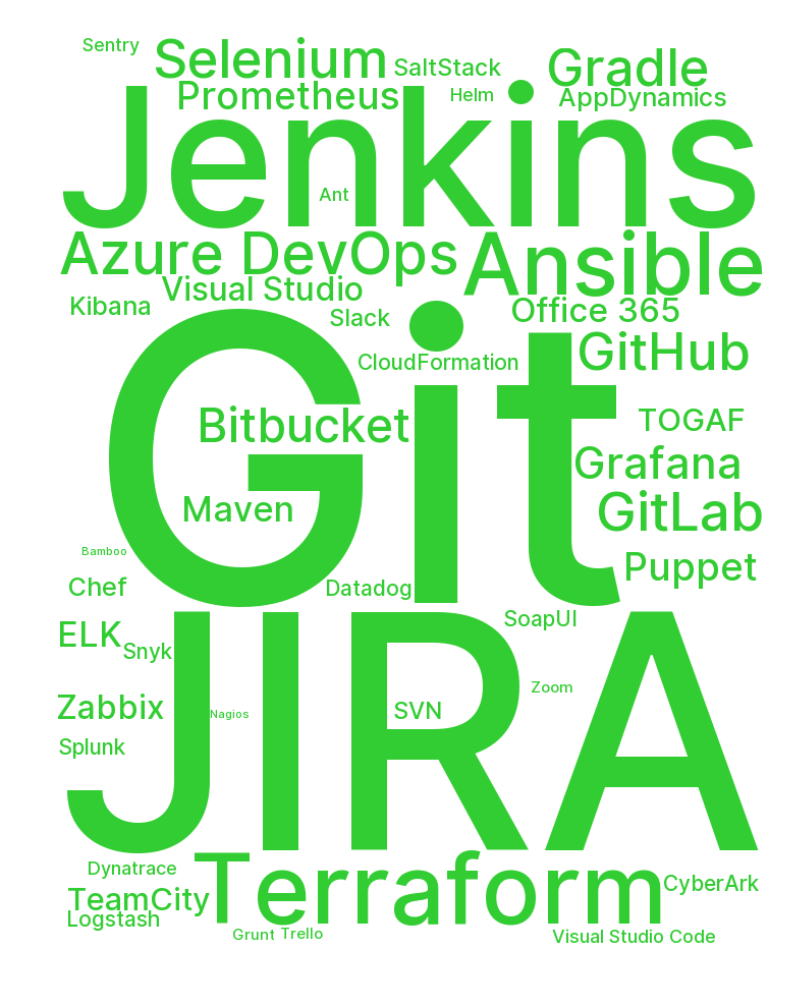 Sentry
Selenium
SaltStack
Gradle
Prometheus
Helm
AppDynamics
Jenkins
Ant
Azure DevOps
Ansible
Visual Studio
Kibana
Slack
Office 365
CloudFormation
GitHub
Git
Bitbucket
TOGAF
Grafana
Maven
GitLab
Bamboo
Puppet
Chef
Datadog
SoapUI
ELK
Snyk
JIRA
Zoom
Zabbix
Nagios
SVN
Splunk
Dynatrace
Terraform
CyberArk
TeamCity
Logstash
Grunt
Trello
Visual Studio Code